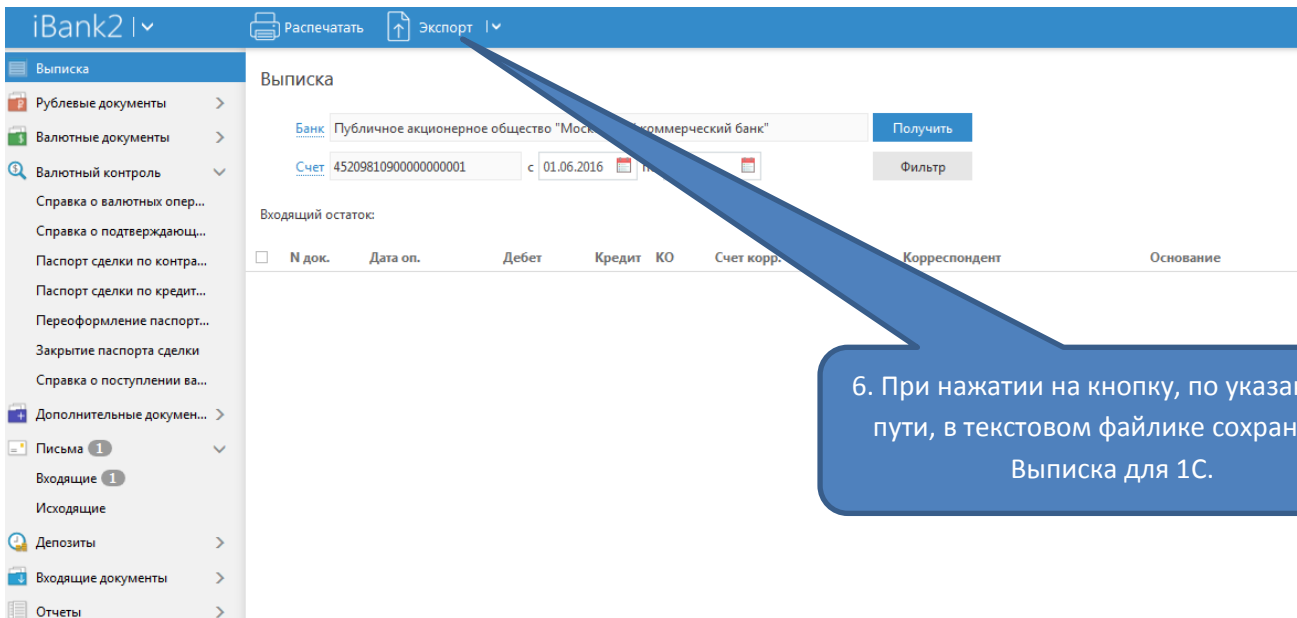 iBank2
Распечатать
Экспорт
Выписка
Рублевые документы
Валютные документы
Валютный контроль
Справка о валютных опер...
Справка о подтверждающ...
Паспорт сделки по контра...
Паспорт сделки по кредит...
Переоформление паспорт...
Закрытие паспорта сделки
Справка о поступлении ва...
Дополнительные докумен...
Письма 1
Входящие 1
Исходящие
Депозиты
Входящие документы
Отчеты
Выписка
Банк Публичное акционерное общество "Моск коммерческий банк"
Получить
Счет 45209810900000000001 с 01.06.2016
Фильтр
Входящий остаток:
N док. Дата оп. Дебет Кредит КО Счет корр. Корреспондент Основание
6. При нажатии на кнопку, по указан
пути, в текстовом файлике сохран
Выписка для 1С.